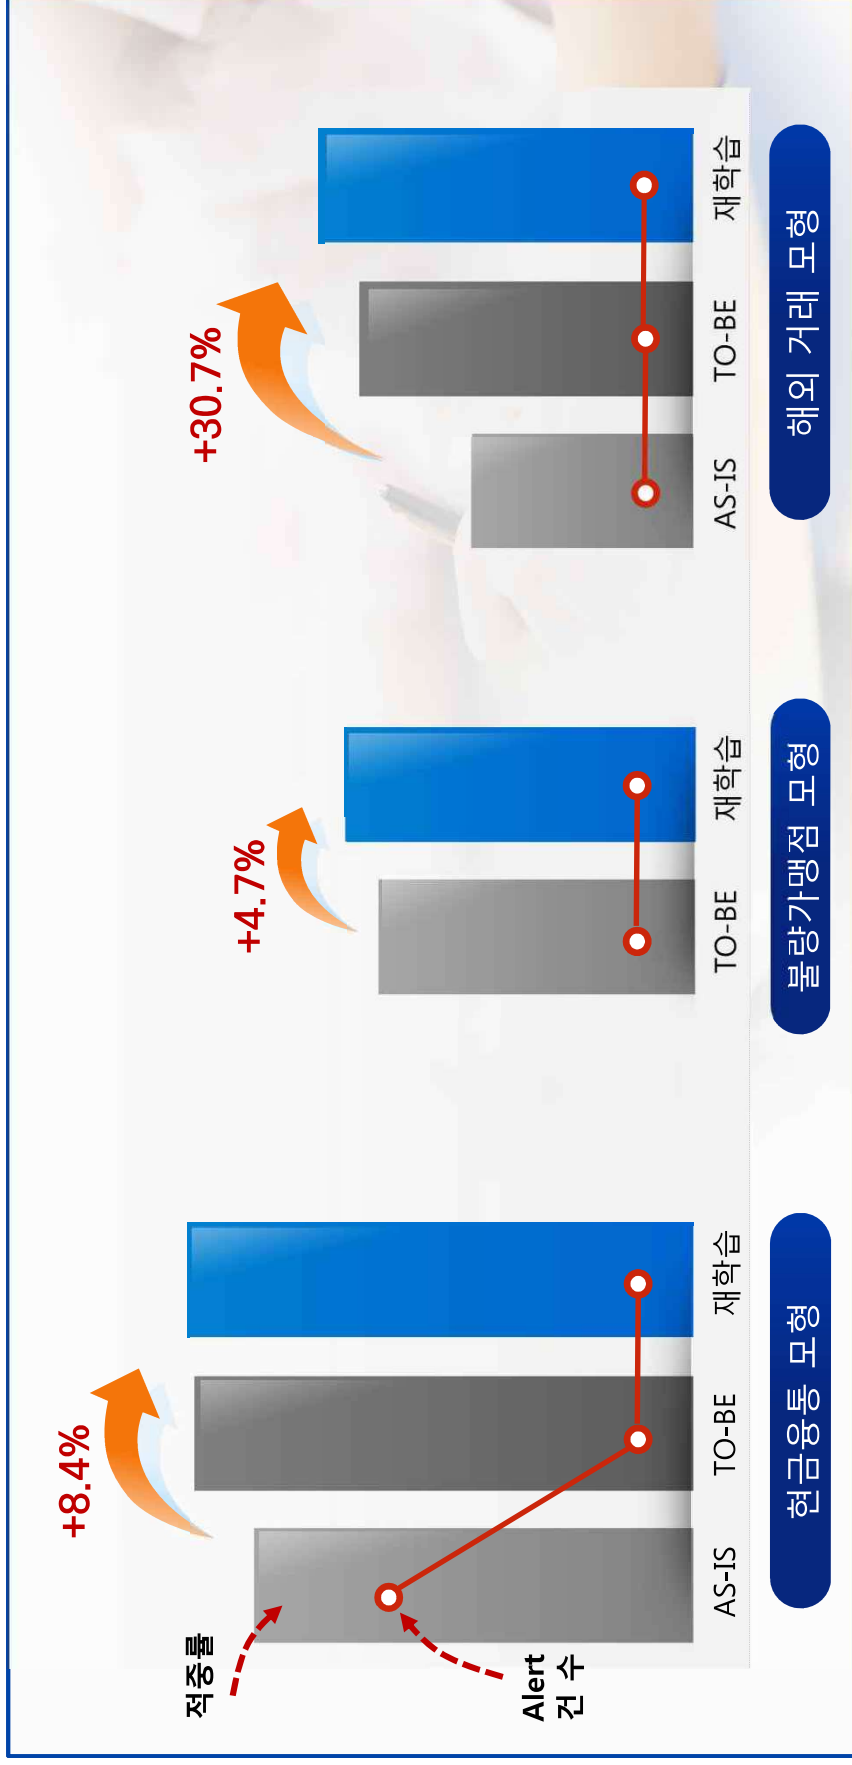 +8.4%
+4.7%
+30.7%
적중률
Alert
건 수
AS-IS
TO-BE
재학습
TO-BE
재학습
AS-IS
TO-BE
재학습
현금융통 모형
불량가맹점 모형
해외 거래 모형